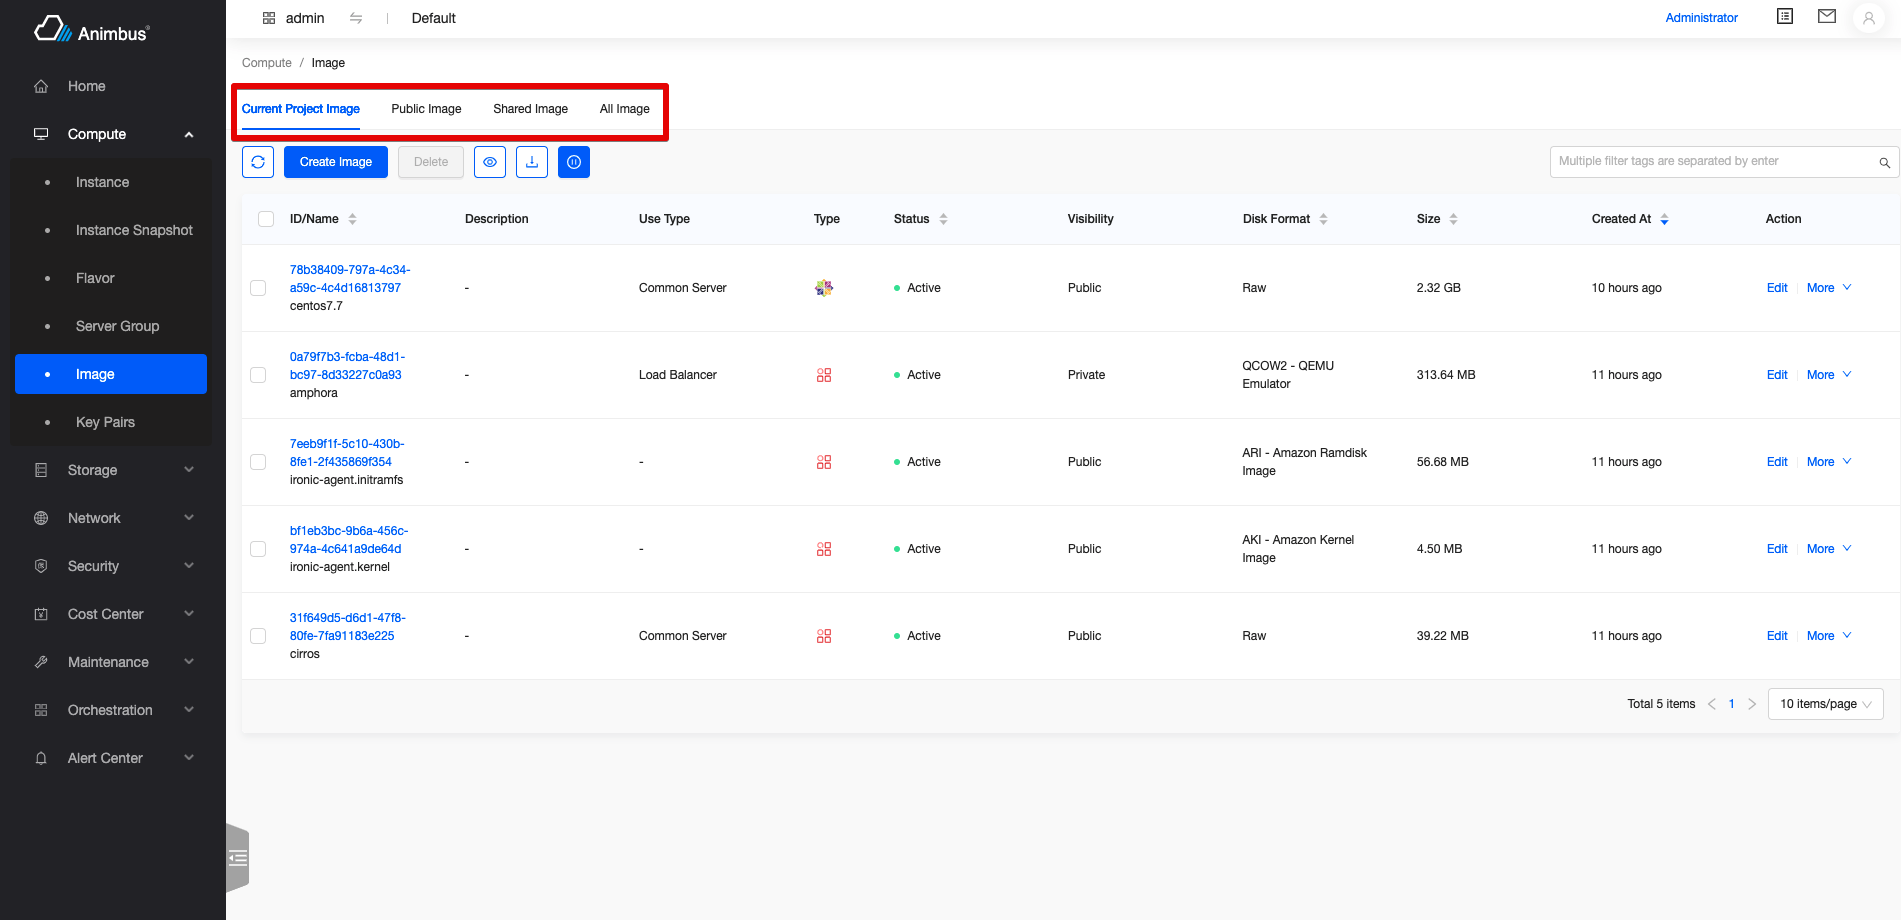 admin | Default
Administrator
Animbus®
Compute / Image
Home
Compute
Instance
Instance Snapshot
Flavor
Server Group
Image
Key Pairs
Storage
Network
Security
Cost Center
Maintenance
Orchestration
Alert Center
Current Project Image Public Image Shared Image All Image
Create Image Delete
Multiple filter tags are separated by enter
ID/Name Description Use Type Type Status Visibility Disk Format Size Created At Action
78b38409-797a-4c34-
a59c-4c4d16813797
centos7.7
- Common Server Active Public Raw 2.32 GB 10 hours ago Edit More
0a79f7b3-fcba-48d1-
bc97-8d33227c0a93
amphora
- Load Balancer Active Private QCOW2 - QEMU
Emulator
313.64 MB 11 hours ago Edit More
7eeb9f1f-5c10-430b-
8fe1-2f435869f354
ironic-agent.initramfs
- - Active Public ARI - Amazon Ramdisk
Image
56.68 MB 11 hours ago Edit More
bf1eb3bc-9b6a-456c-
974a-4c641a9de64d
ironic-agent.kernel
- - Active Public AKI - Amazon Kernel
Image
4.50 MB 11 hours ago Edit More
31f649d5-d6d1-47f8-
80fe-7fa91183e225
cirros
- Common Server Active Public Raw 39.22 MB 11 hours ago Edit More
Total 5 items 1 10 items/page